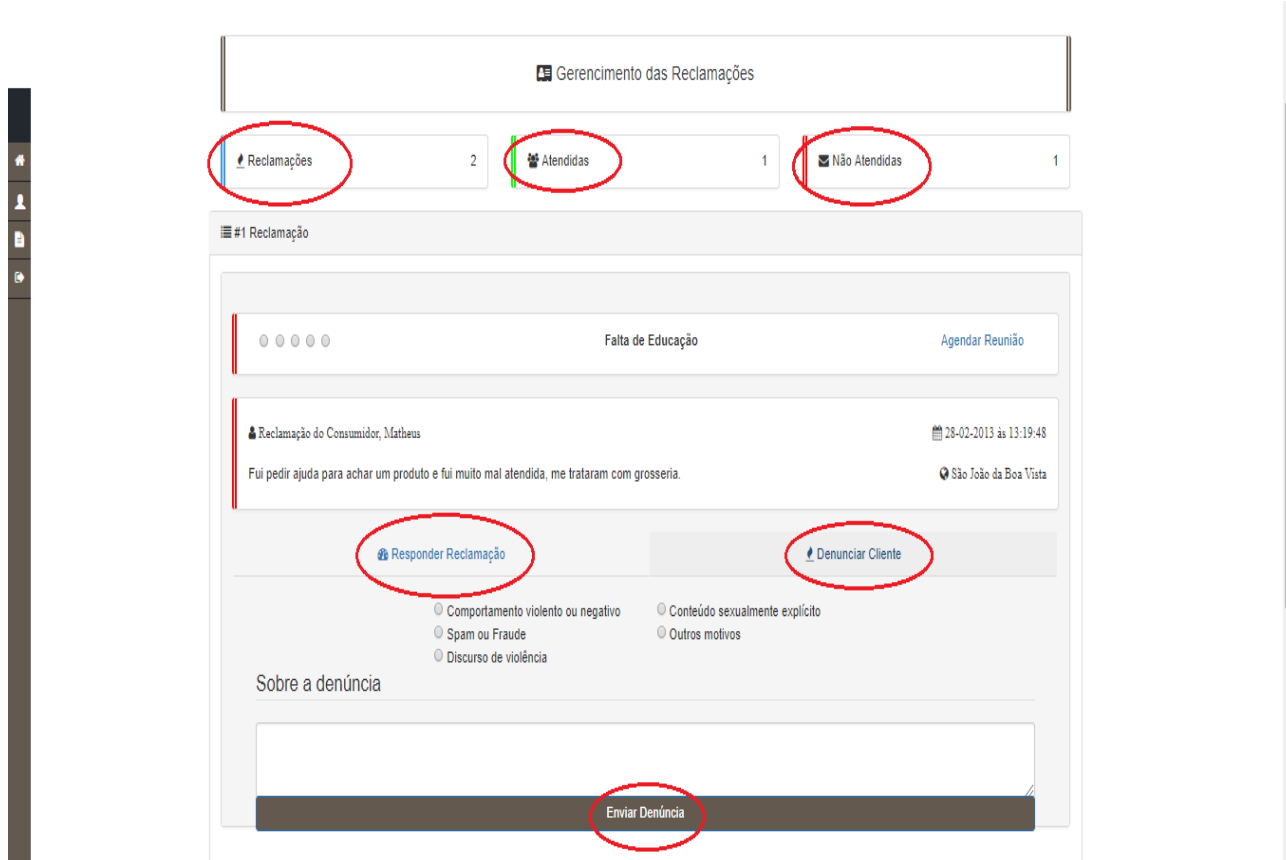 Gerencimento das Reclamações
Reclamações 2 Atendidas 1 Não Atendidas 1
#1 Reclamação
Falta de Educação Agendar Reunião
Reclamação do Consumidor, Matheus 28-02-2013 às 13:19:48
Fui pedir ajuda para achar um produto e fui muito mal atendida, me trataram com grosseria. São João da Boa Vista
Responder Reclamação Denunciar Cliente
Comportamento violento ou negativo Conteúdo sexualmente explícito
Spam ou Fraude Outros motivos
Discurso de violência
Sobre a denúncia
Enviar Denúncia